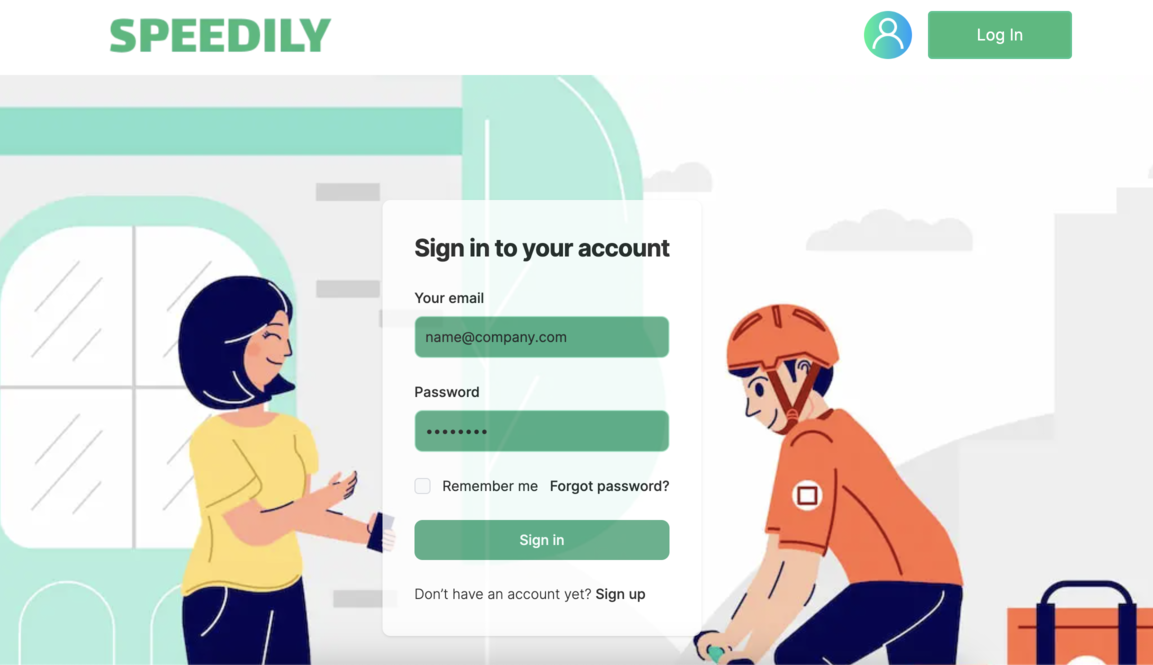 SPEEDILY
Log In
Sign in to your account
Your email
name@company.com
Password
••••••••
Remember me Forgot password?
Sign in
Don’t have an account yet? Sign up